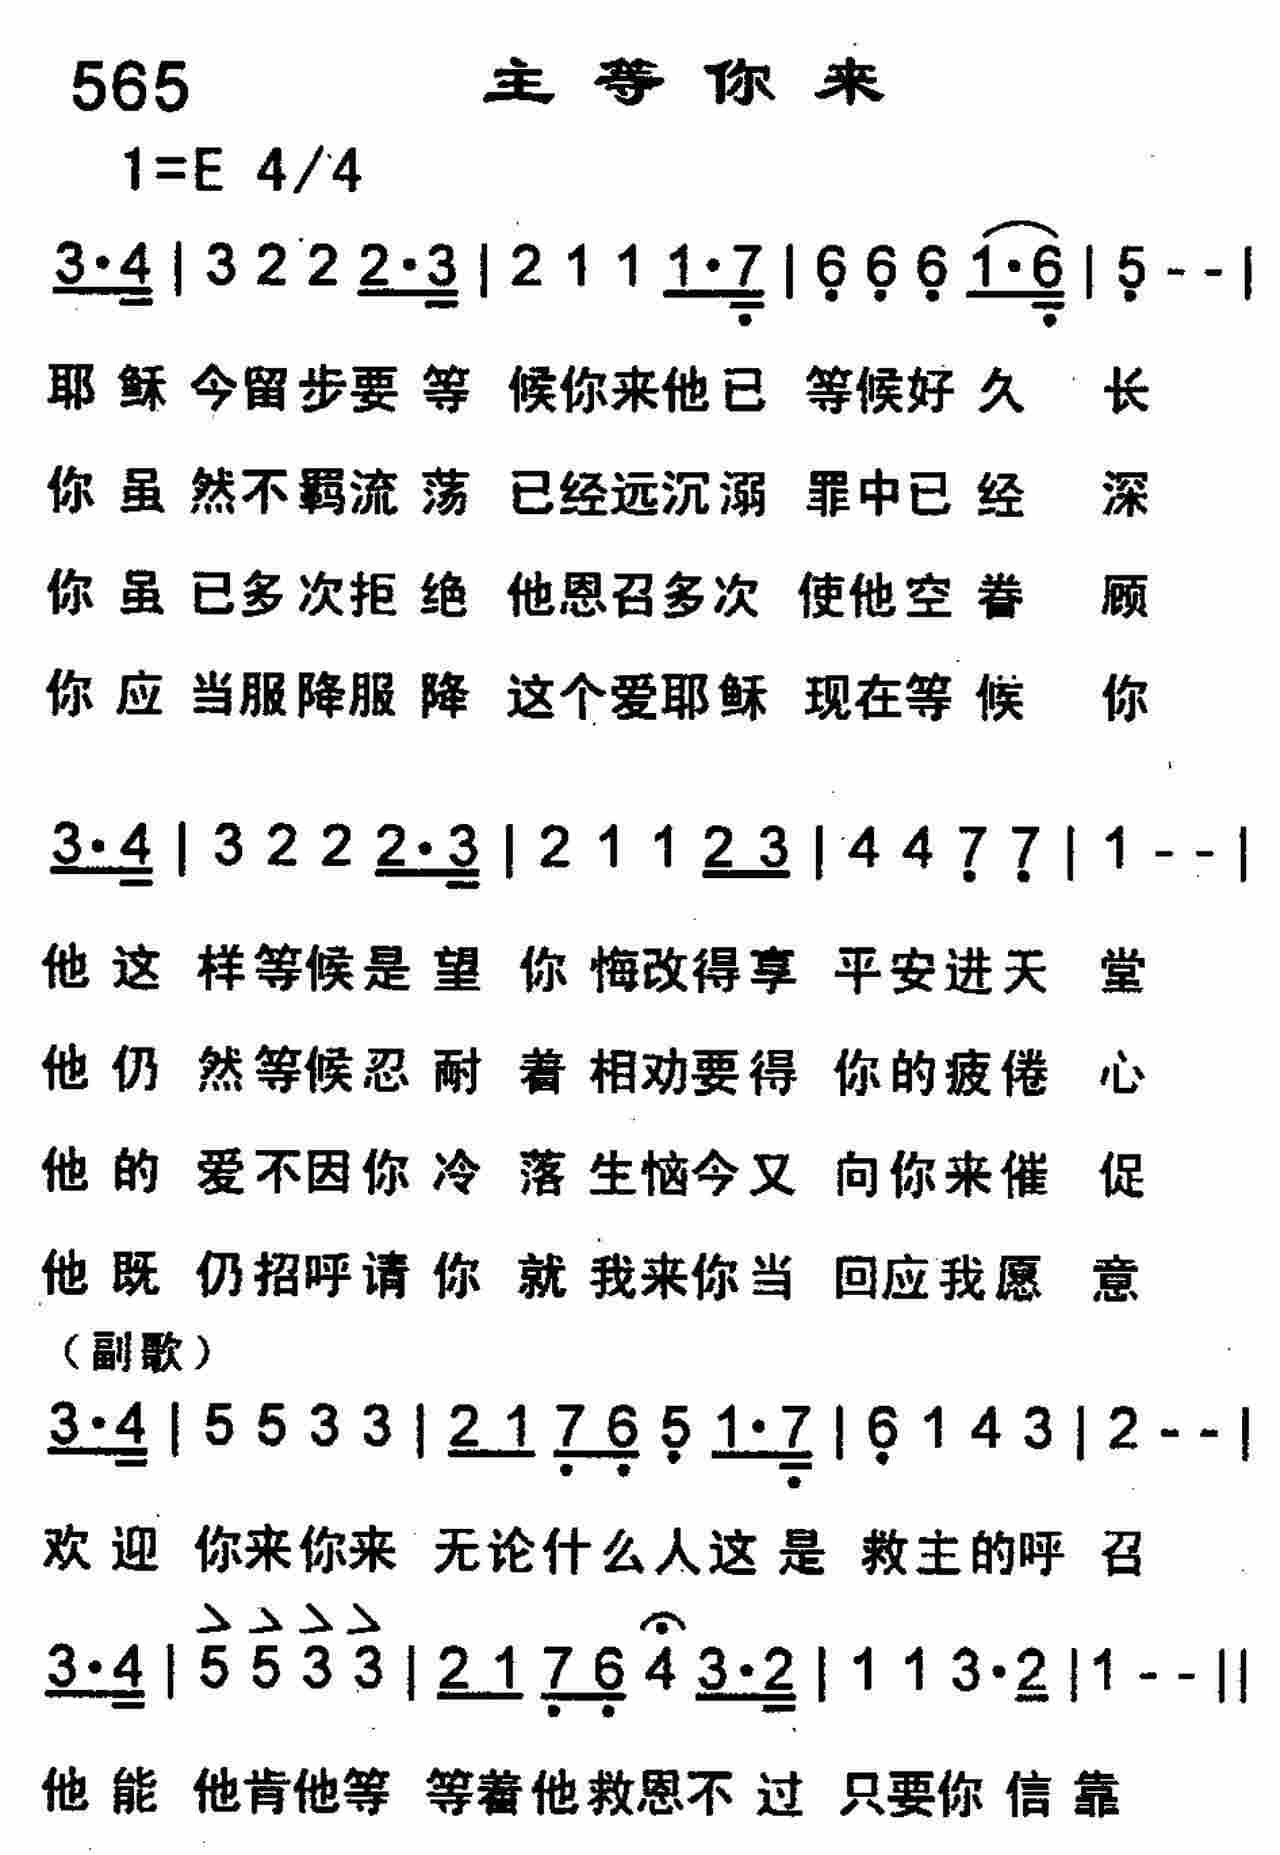 565 主等你来
1=E 4/4
3·4 | 3 2 2 2·3 | 2 1 1 1·7 | 6 6 6 1·6 | 5 - - |
耶稣今留步要等候你来他已等候好久长
你虽然不羁流荡已经远沉溺罪中已经深
你虽已多次拒绝他恩召多次使他空眷顾
你应当服降服降这个爱耶稣现在等候你
3·4 | 3 2 2 2·3 | 2 1 1 2 3 | 4 4 7 7 | 1 - - |
他这样等候是望你悔改得享平安进天堂
他仍然等候忍耐着相劝要得你的疲倦心
他的爱不因你冷落生恼今又向你来催促
他既仍招呼请你就我来你当回应我愿意
（副歌）
3·4 | 5 5 3 3 | 2 1 7 6 5 1·7 | 6 1 4 3 | 2 - - |
欢迎你来你来无论什么人这是救主的呼召
> > > >
3·4 | 5 5 3 3 | 2 1 7 6 4 3·2 | 1 1 3·2 | 1 - - ||
他能他肯他等等着他救恩不过只要你信靠